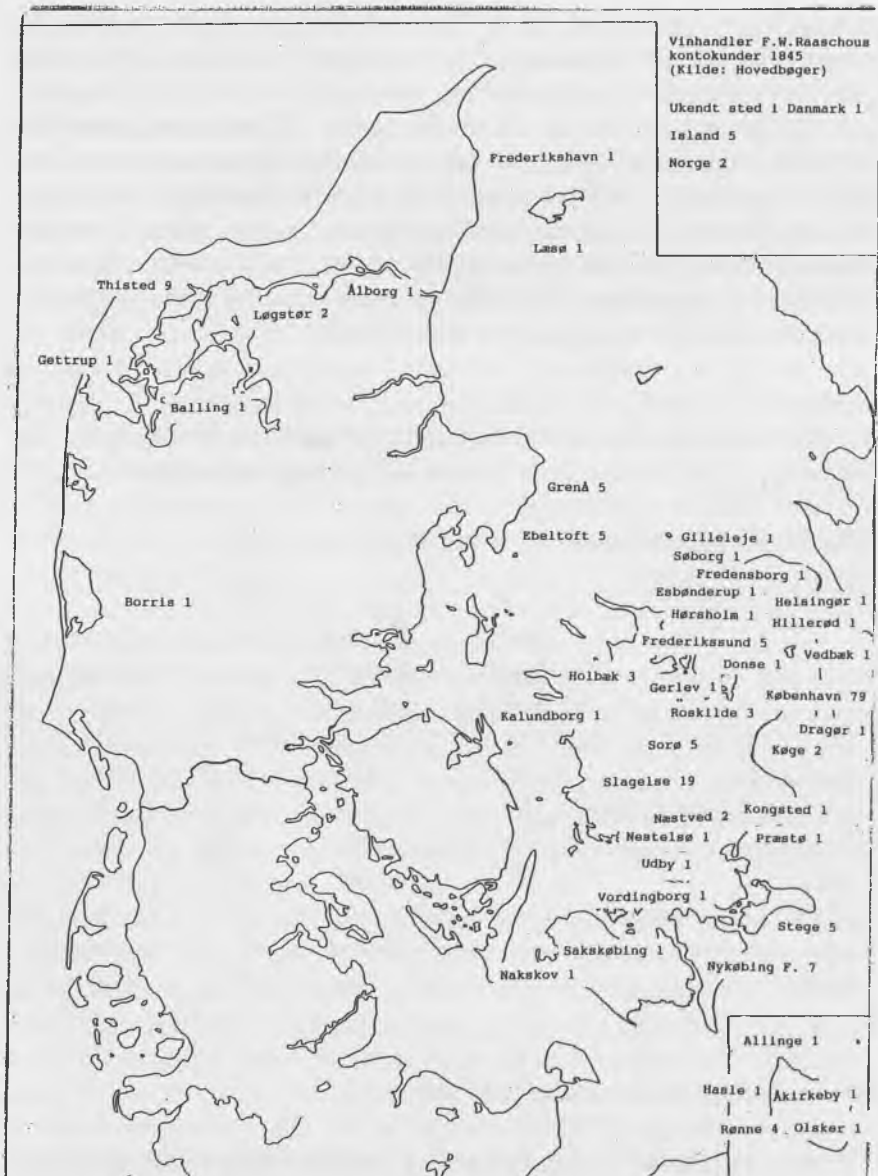 Vinhandler F.W.Raaschous
kontokunder 1845
(Kilde: Hovedbøger)
Ukendt sted 1 Danmark 1
Island 5
Norge 2
Frederikshavn 1
Læsø 1
Thisted 9
Ålborg 1
Løgstør 2
Gettrup 1
Balling 1
Grenå 5
Ebeltoft 5
Gilleleje 1
Søborg 1
Fredensborg 1
Esbønderup 1
Helsingør 1
Borris 1
Hørsholm 1
Hillerød 1
Frederikssund 5
Vedbæk 1
Donse 1
Holbæk 3
Gerlev 1
København 79
Kalundborg 1
Roskilde 3
Dragør 1
Sorø 5
Køge 2
Slagelse 19
Kongsted 1
Næstved 2
Nestelsø 1
Præstø 1
Udby 1
Vordingborg 1
Stege 5
Sakskøbing 1
Nakskov 1
Nykøbing F. 7
Allinge 1
Hasle 1
Åkirkeby 1
Rønne 4
Olsker 1